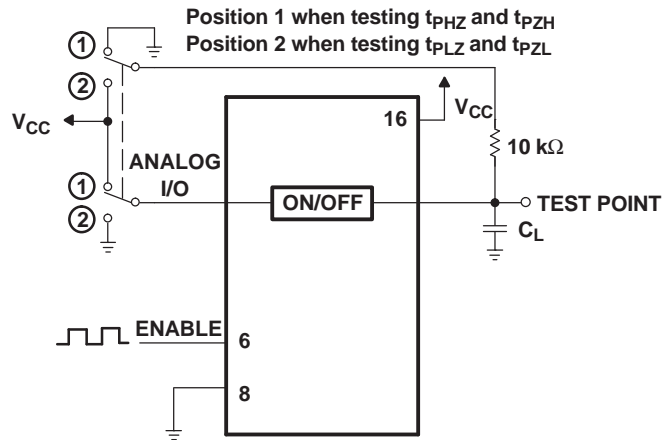 Position 1 when testing tPHZ and tPZH
Position 2 when testing tPLZ and tPZL
1
2
VCC
16
VCC
10 kΩ
ANALOG
I/O
1
2
ON/OFF
TEST POINT
CL
ENABLE
6
8